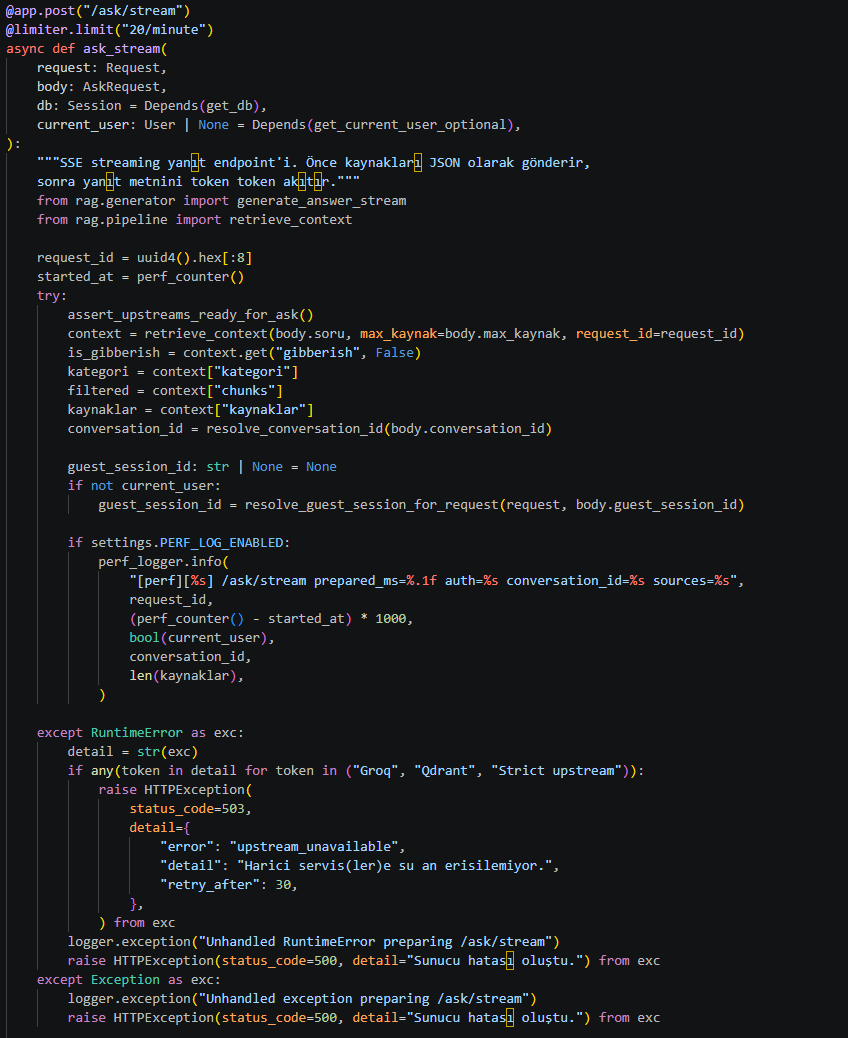 @app.post("/ask/stream")
@limiter.limit("20/minute")
async def ask_stream(
    request: Request,
    body: AskRequest,
    db: Session = Depends(get_db),
    current_user: User | None = Depends(get_current_user_optional),
):
    """SSE streaming yanıt endpoint'i. Önce kaynakları JSON olarak gönderir,
    sonra yanıt metnini token token akıtır."""
    from rag.generator import generate_answer_stream
    from rag.pipeline import retrieve_context

    request_id = uuid4().hex[:8]
    started_at = perf_counter()
    try:
        assert_upstreams_ready_for_ask()
        context = retrieve_context(body.soru, max_kaynak=body.max_kaynak, request_id=request_id)
        is_gibberish = context.get("gibberish", False)
        kategori = context["kategori"]
        filtered = context["chunks"]
        kaynaklar = context["kaynaklar"]
        conversation_id = resolve_conversation_id(body.conversation_id)

        guest_session_id: str | None = None
        if not current_user:
            guest_session_id = resolve_guest_session_for_request(request, body.guest_session_id)

        if settings.PERF_LOG_ENABLED:
            perf_logger.info(
                "[perf][%s] /ask/stream prepared_ms=%.1f auth=%s conversation_id=%s sources=%s",
                request_id,
                (perf_counter() - started_at) * 1000,
                bool(current_user),
                conversation_id,
                len(kaynaklar),
            )

    except RuntimeError as exc:
        detail = str(exc)
        if any(token in detail for token in ("Groq", "Qdrant", "Strict upstream")):
            raise HTTPException(
                status_code=503,
                detail={
                    "error": "upstream_unavailable",
                    "detail": "Harici servis(ler)e su an erisilemiyor.",
                    "retry_after": 30,
                },
            ) from exc
        logger.exception("Unhandled RuntimeError preparing /ask/stream")
        raise HTTPException(status_code=500, detail="Sunucu hatası oluştu.") from exc
    except Exception as exc:
        logger.exception("Unhandled exception preparing /ask/stream")
        raise HTTPException(status_code=500, detail="Sunucu hatası oluştu.") from exc